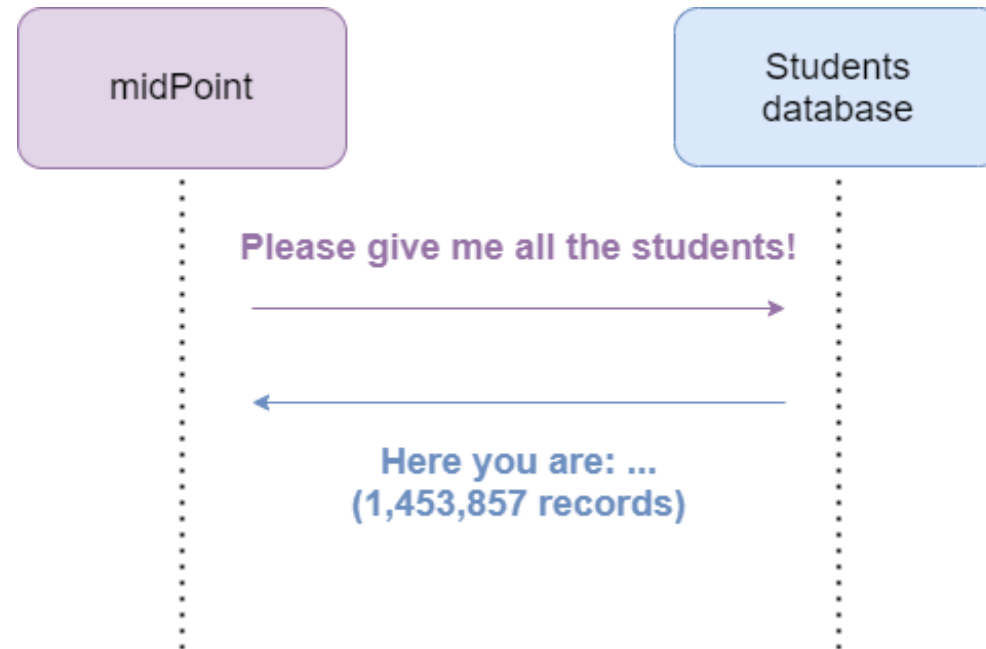 midPoint
Students
database
Please give me all the students!
Here you are: ...
(1,453,857 records)